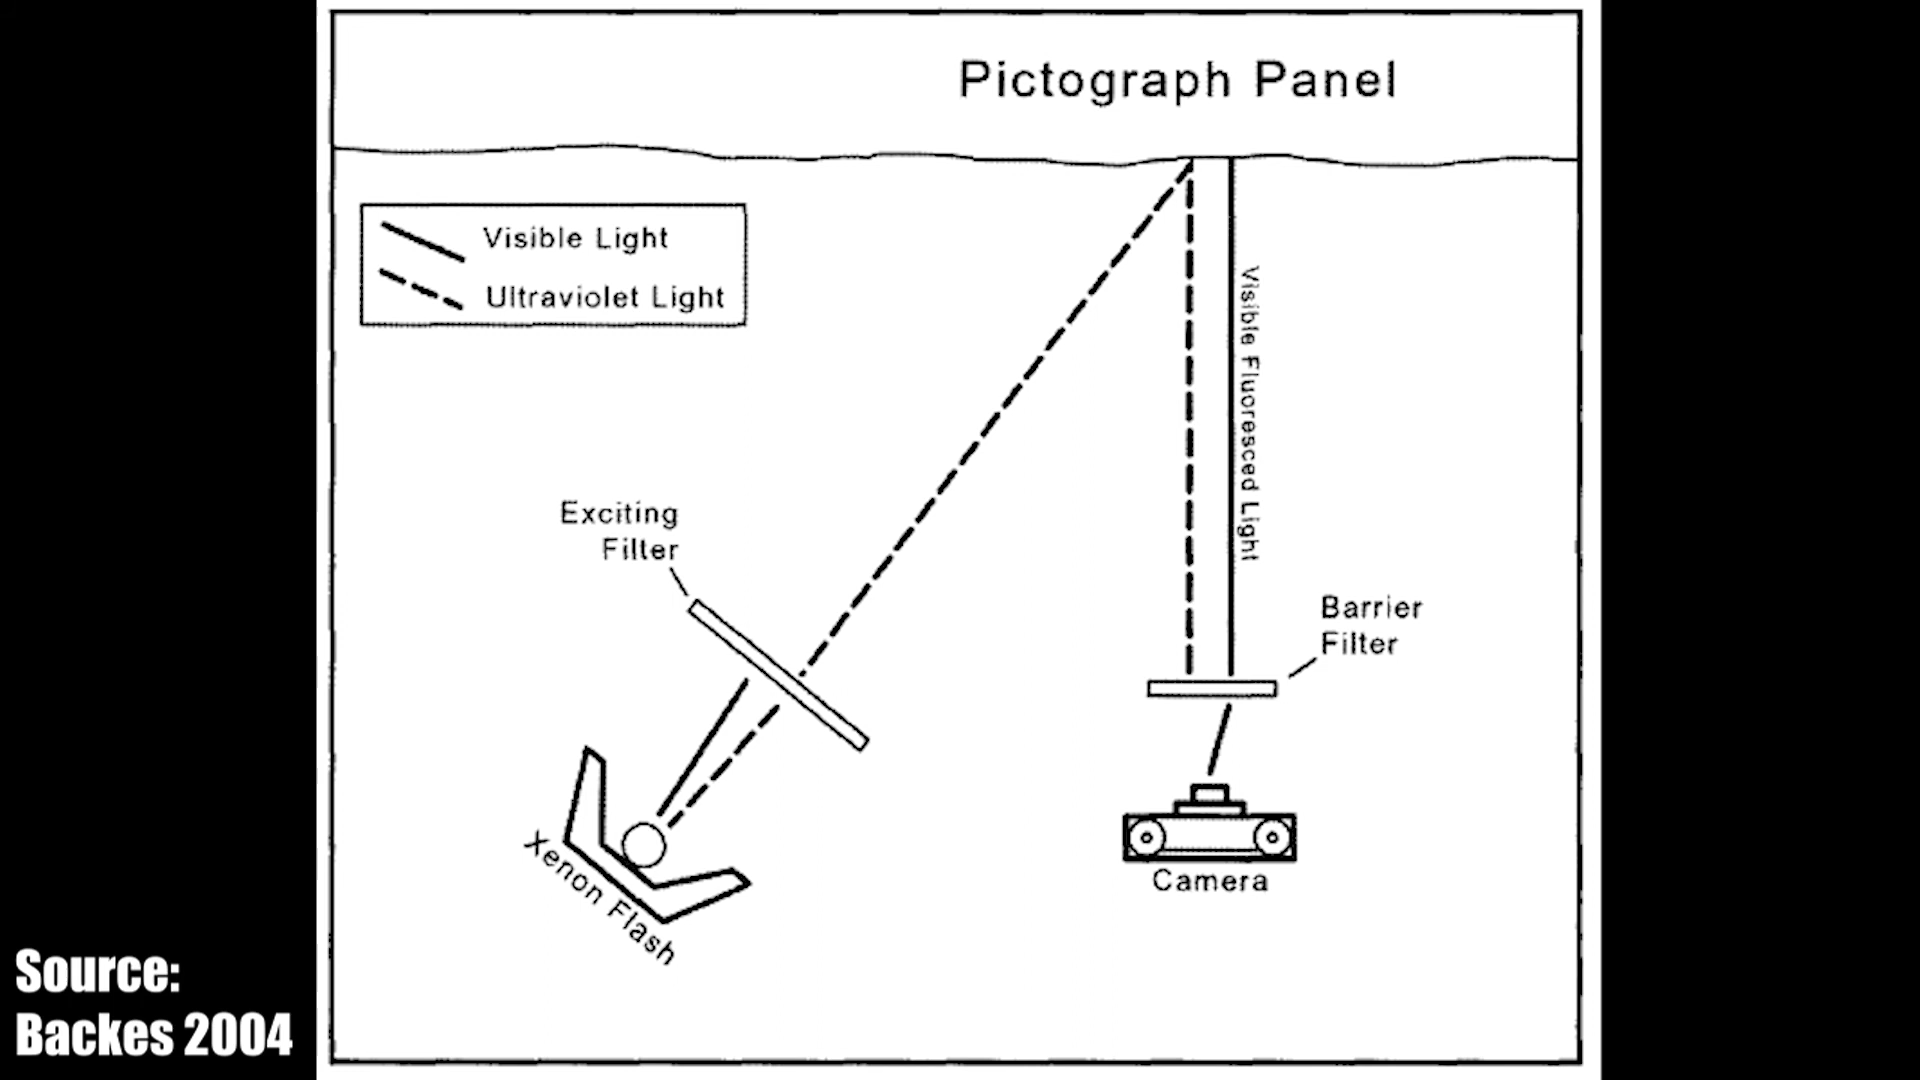 Pictograph Panel
Visible Light
Ultraviolet Light
Visible Fluoresced Light
Exciting
Filter
Barrier
Filter
Xenon Flash
Camera
Source:
Backes 2004